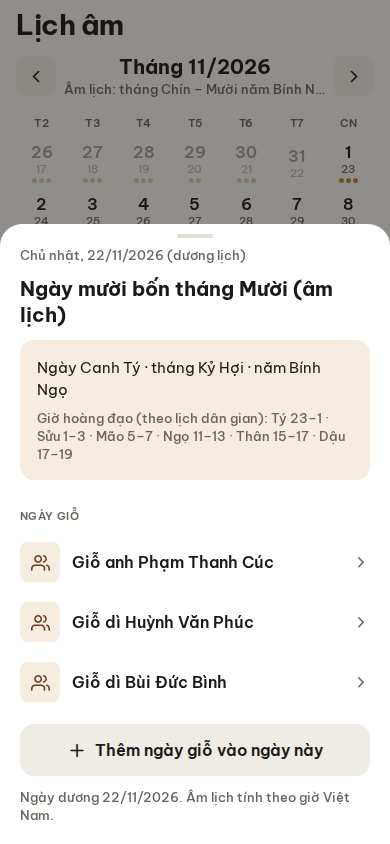 Lịch âm
Tháng 11/2026
Âm lịch: tháng Chín – Mười năm Bính N...
T2 T3 T4 T5 T6 T7 CN
26 27 28 29 30 31 1
17 18 19 20 21 22 23
2 3 4 5 6 7 8
24 25 26 27 28 29 30
Chủ nhật, 22/11/2026 (dương lịch)
Ngày mười bốn tháng Mười (âm
lịch)
Ngày Canh Tý · tháng Kỷ Hợi · năm Bính
Ngọ
Giờ hoàng đạo (theo lịch dân gian): Tý 23–1 ·
Sửu 1–3 · Mão 5–7 · Ngọ 11–13 · Thân 15–17 · Dậu
17–19
NGÀY GIỖ
Giỗ anh Phạm Thanh Cúc
Giỗ dì Huỳnh Văn Phúc
Giỗ dì Bùi Đức Bình
Thêm ngày giỗ vào ngày này
Ngày dương 22/11/2026. Âm lịch tính theo giờ Việt
Nam.